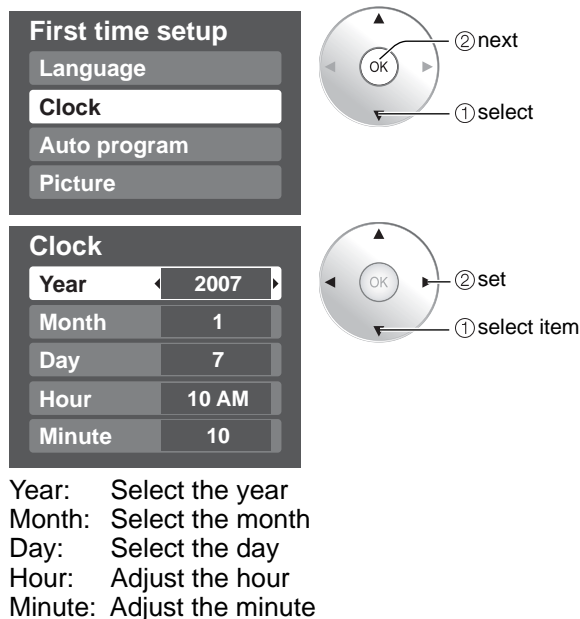 First time setup
Language
Clock
Auto program
Picture
OK
②next
①select
Clock
Year 2007
Month 1
Day 7
Hour 10 AM
Minute 10
OK
②set
①select item
Year: Select the year
Month: Select the month
Day: Select the day
Hour: Adjust the hour
Minute: Adjust the minute